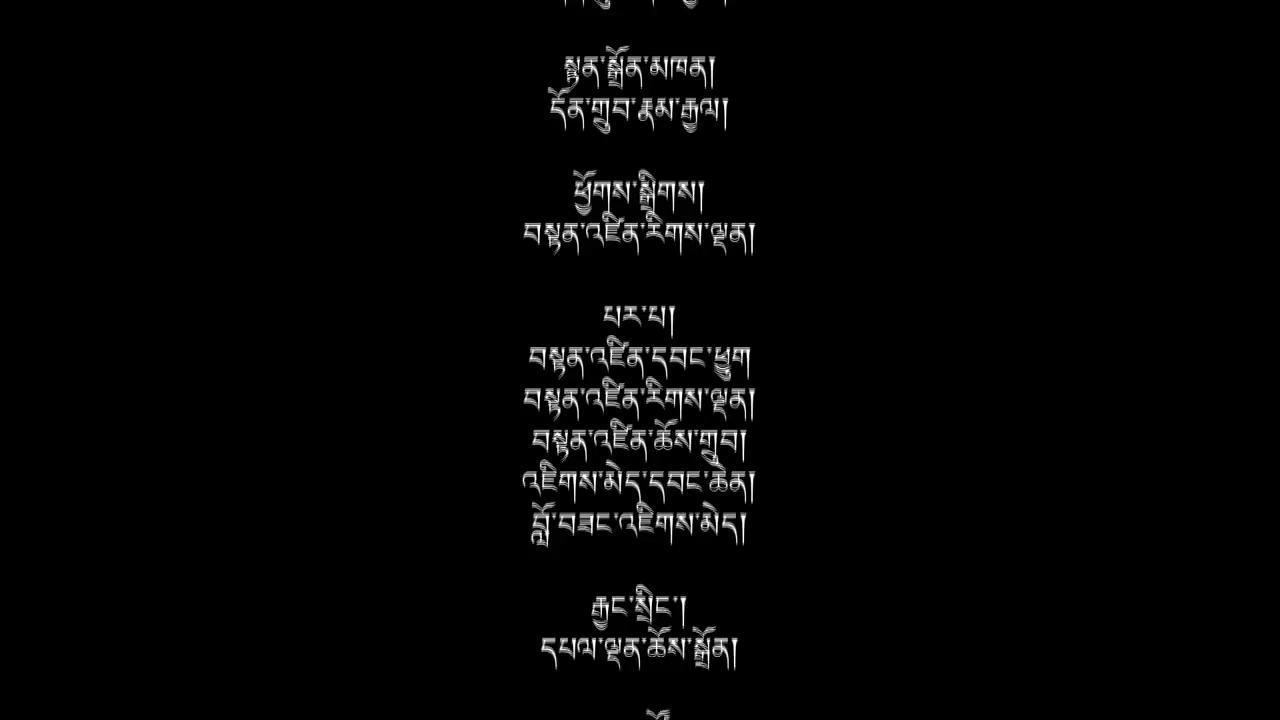 སྟན་སྒྲོན་མཁན།
དོན་གྲུབ་རྣམ་རྒྱལ།
ཕྱོགས་སྒྲིགས།
བསྟན་འཛིན་རིགས་ལྡན།
པར་པ།
བསྟན་འཛིན་དབང་ཕྱུག
བསྟན་འཛིན་རིགས་ལྡན།
བསྟན་འཛིན་ཆོས་གྲུབ།
འཇིགས་མེད་དབང་ཆེན།
བློ་བཟང་འཇིགས་མེད།
རྒྱང་སྲིང་།
དཔལ་ལྡན་ཆོས་སྒྲོན།